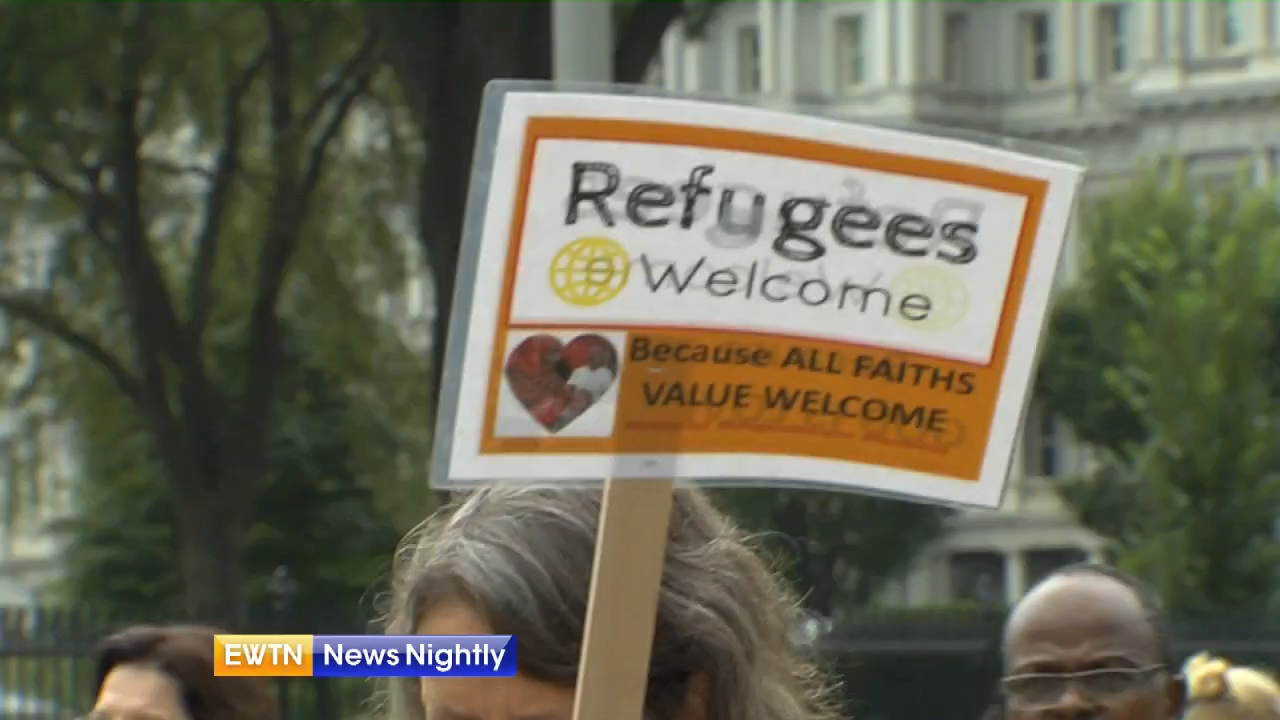 Refugees
Welcome
Because ALL FAITHS
VALUE WELCOME
EWTN News Nightly